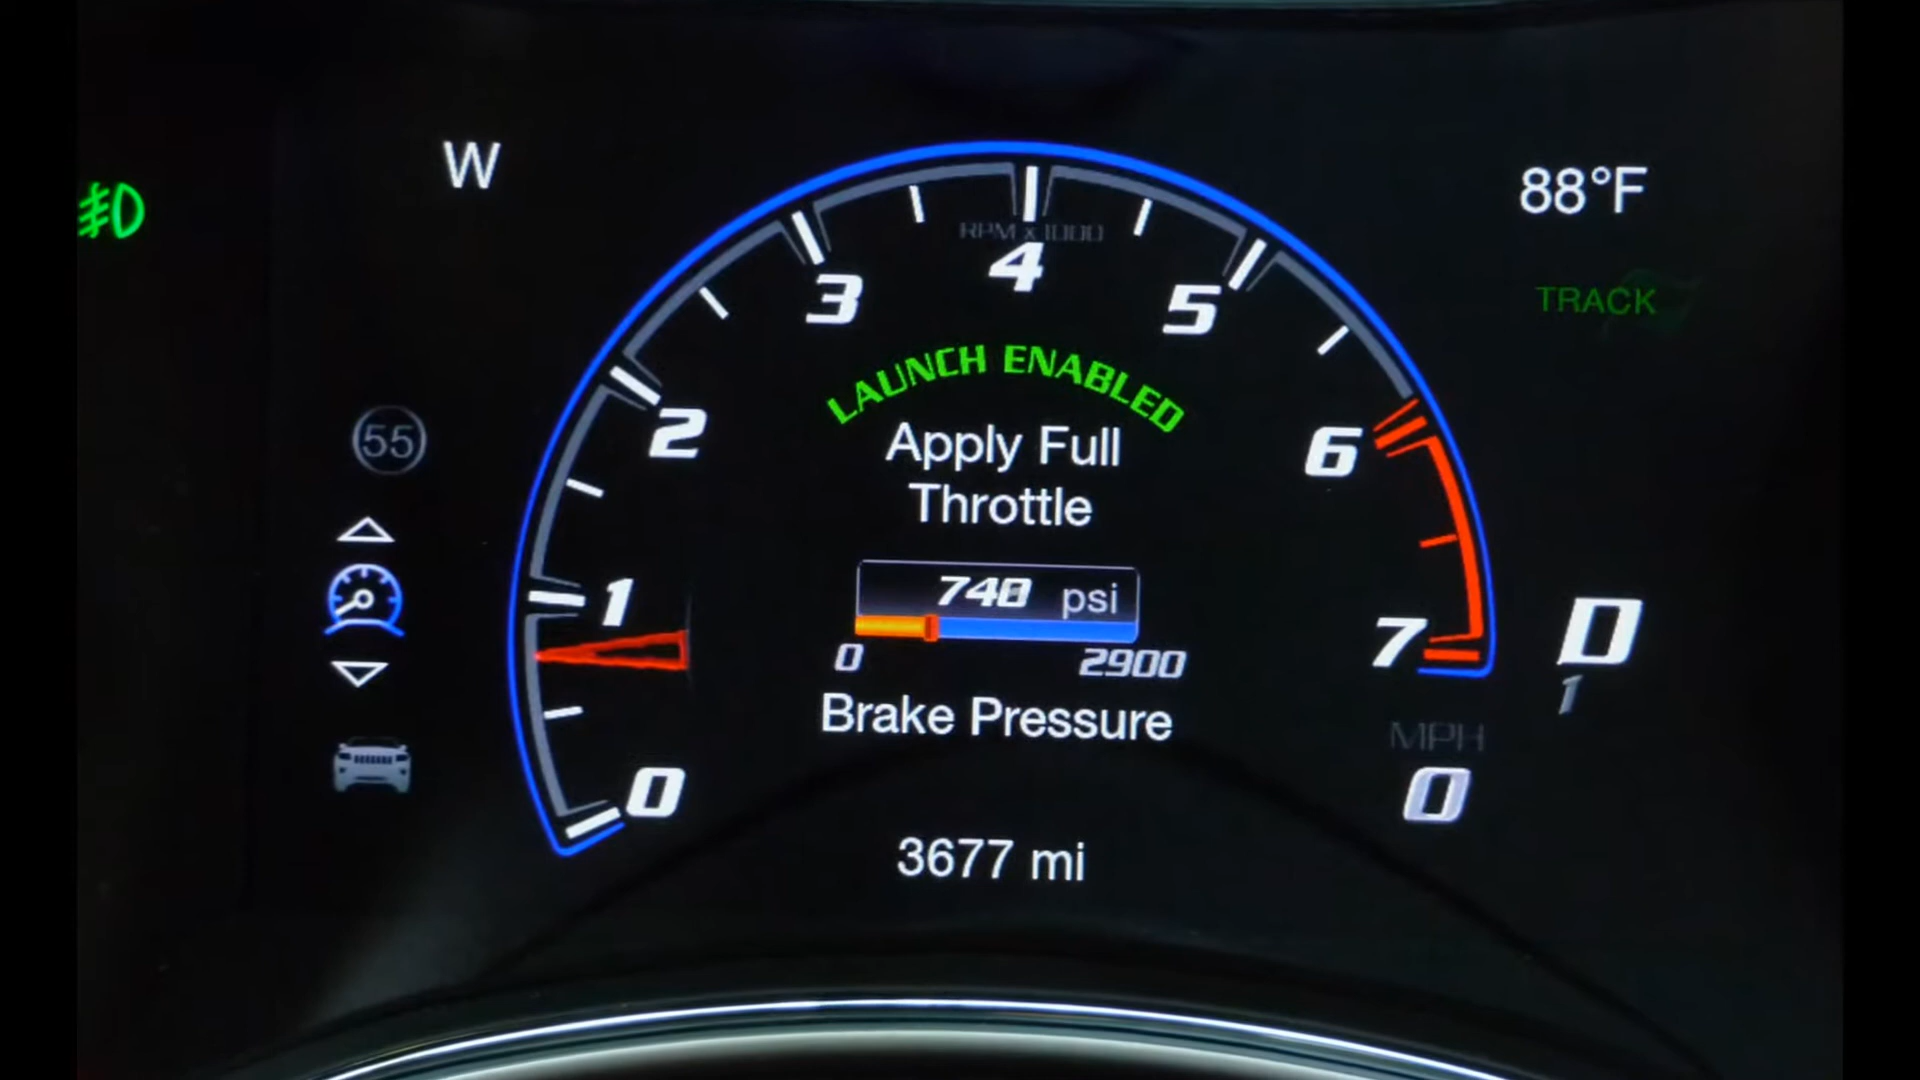 W
88°F
TRACK
RPM x 1000
0
1
2
3
4
5
6
7
LAUNCH ENABLED
Apply Full
Throttle
psi
0 2900
Brake Pressure
55
D
1
MPH
0
3677 mi